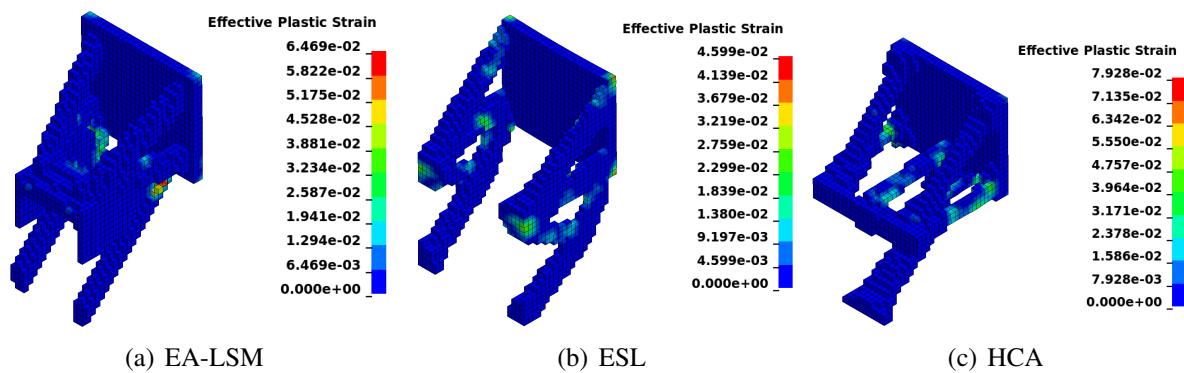 Effective Plastic Strain
6.469e-02
5.822e-02
5.175e-02
4.528e-02
3.881e-02
3.234e-02
2.587e-02
1.941e-02
1.294e-02
6.469e-03
0.000e+00
(a) EA-LSM
Effective Plastic Strain
4.599e-02
4.139e-02
3.679e-02
3.219e-02
2.759e-02
2.299e-02
1.839e-02
1.380e-02
9.197e-03
4.599e-03
0.000e+00
(b) ESL
Effective Plastic Strain
7.928e-02
7.135e-02
6.342e-02
5.550e-02
4.757e-02
3.964e-02
3.171e-02
2.378e-02
1.586e-02
7.928e-03
0.000e+00
(c) HCA